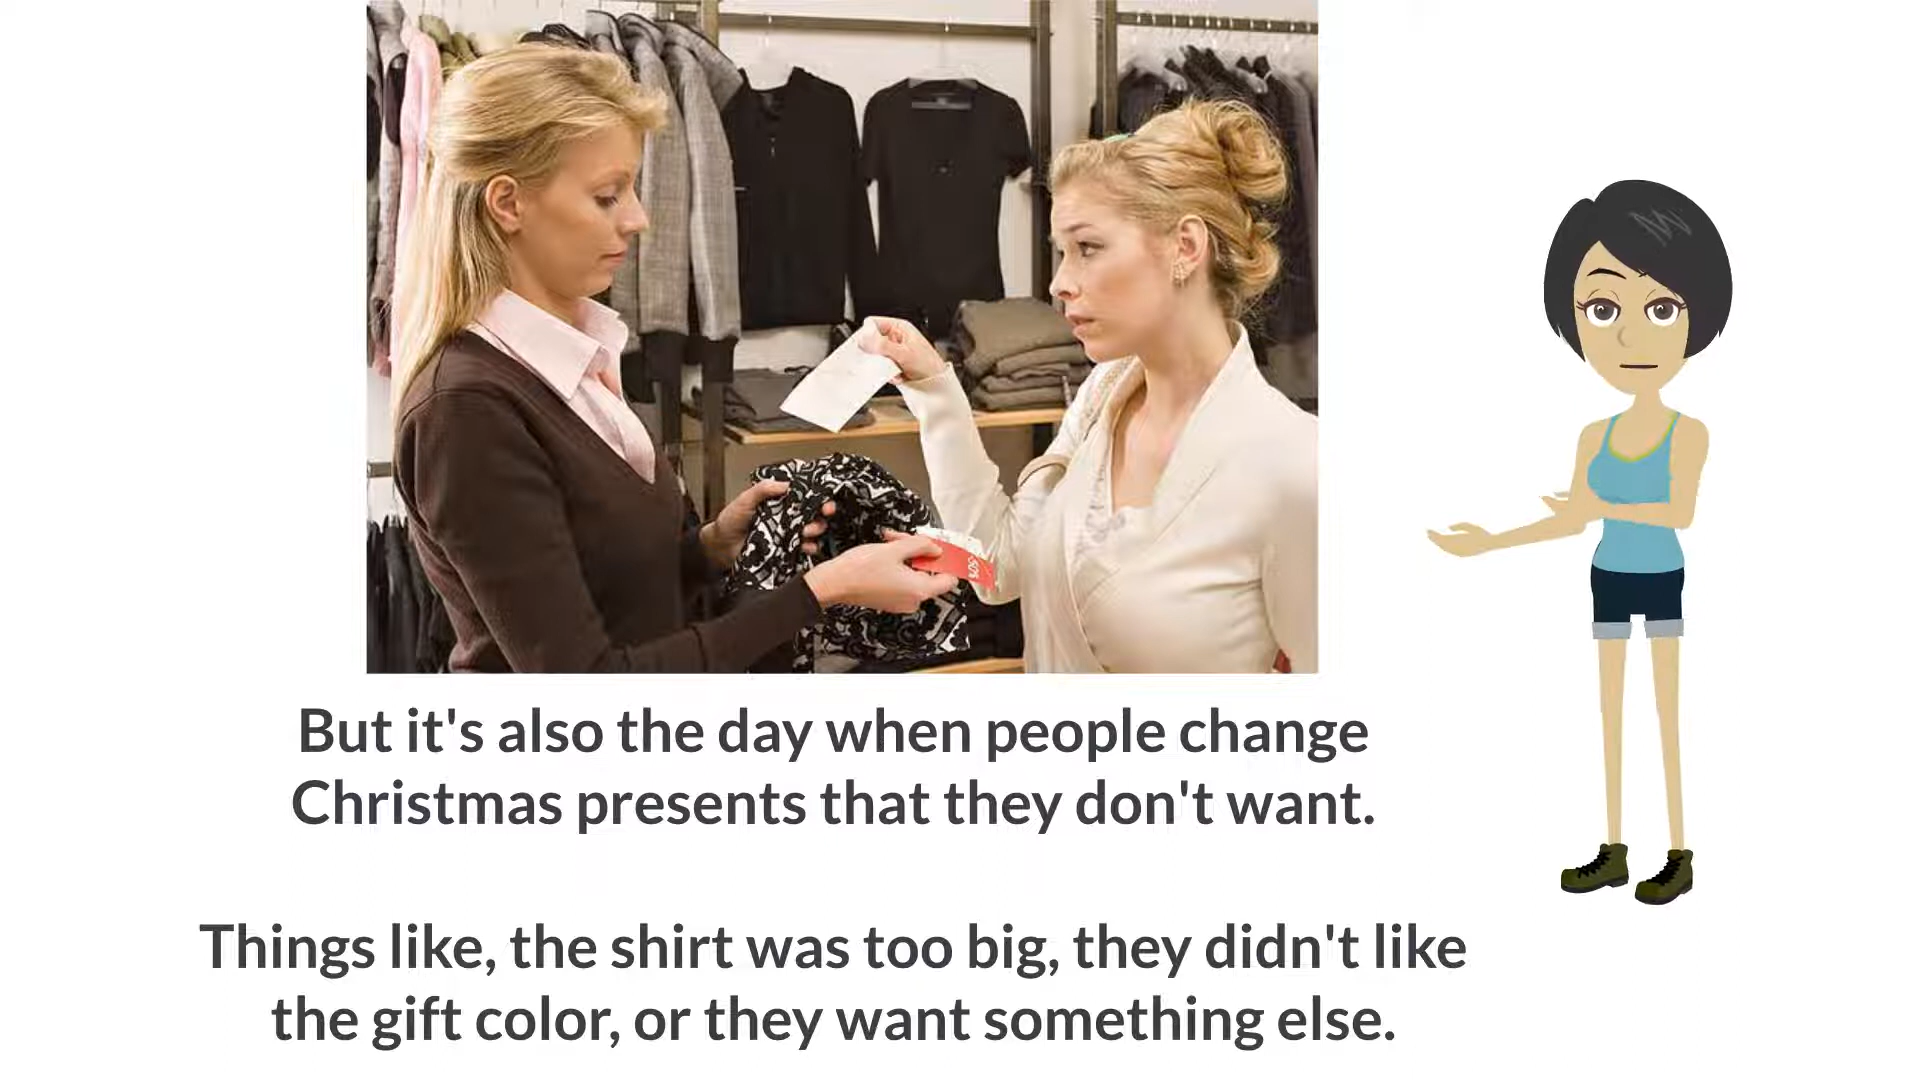 But it's also the day when people change
Christmas presents that they don't want.
Things like, the shirt was too big, they didn't like
the gift color, or they want something else.